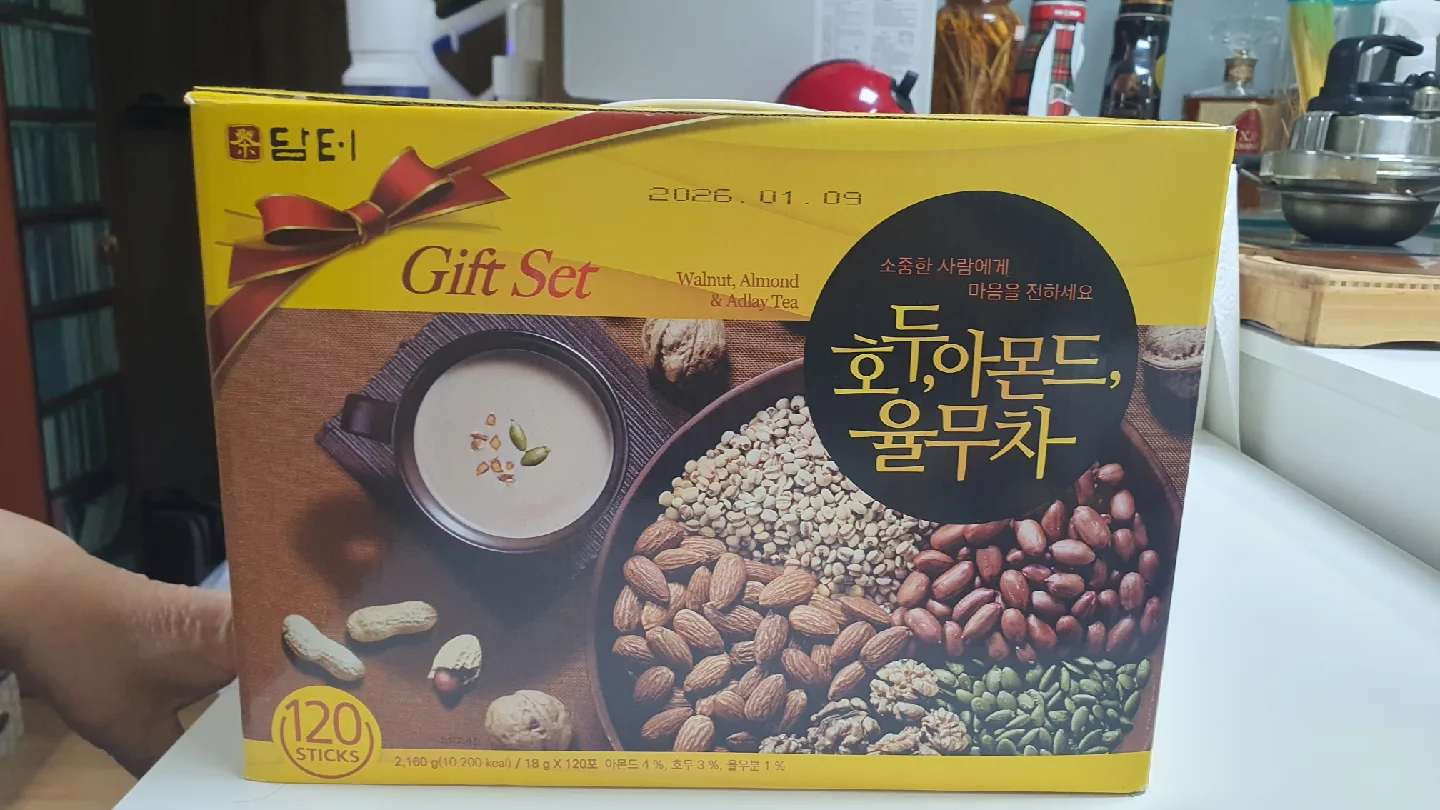 담터
2026.01.09
Gift Set
Walnut, Almond
& Adlay Tea
소중한 사람에게
마음을 전하세요
호두,아몬드,
율무차
120
STICKS
2,160 g(10,200 kcal) / 18 g X 120포 아몬드 4 %, 호두 3 %, 율무분 1 %